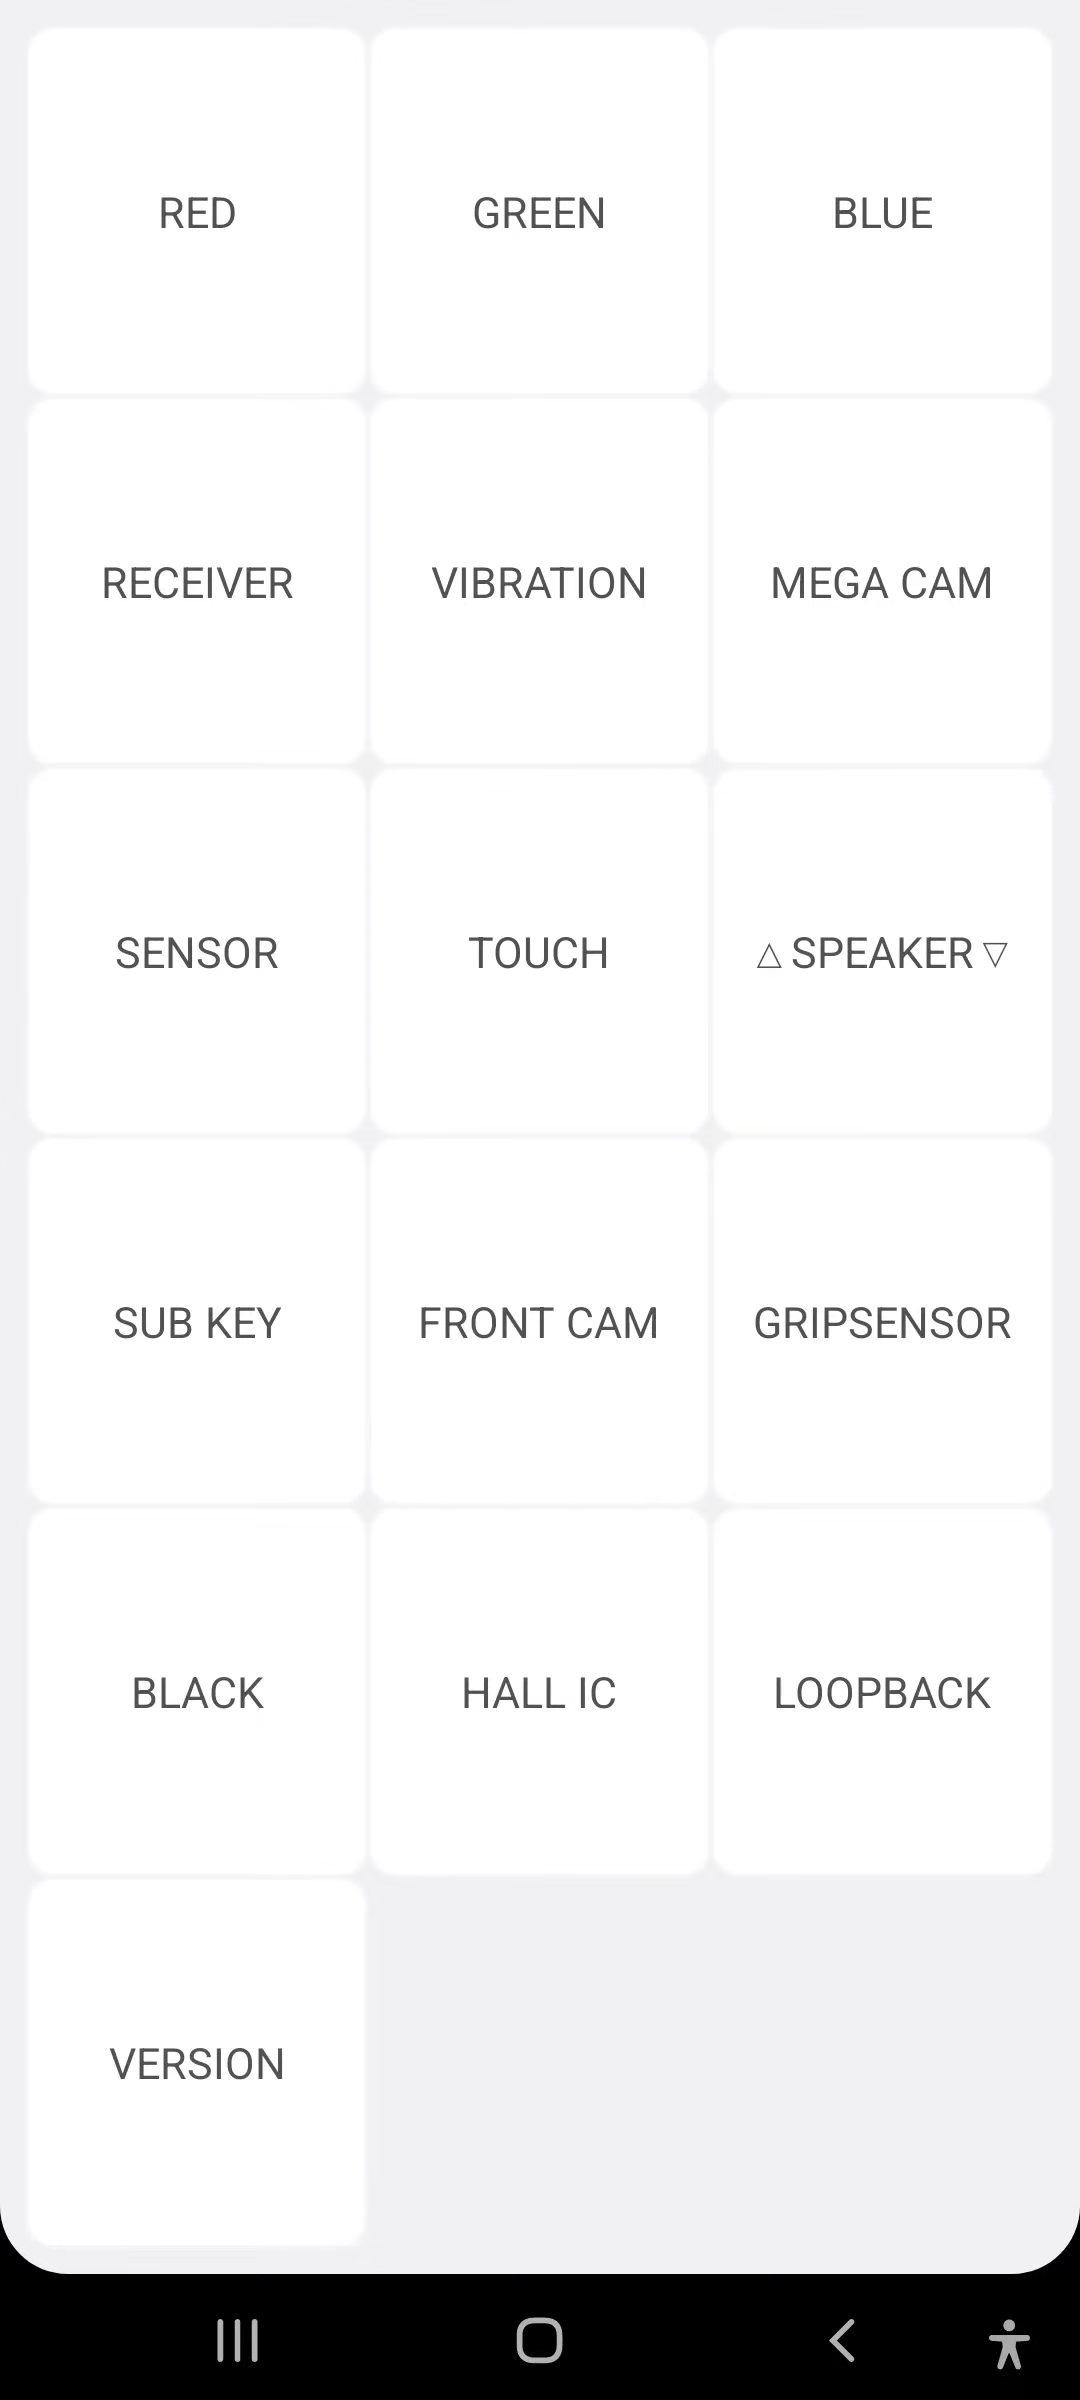 RED
GREEN
BLUE
RECEIVER
VIBRATION
MEGA CAM
SENSOR
TOUCH
△ SPEAKER ▽
SUB KEY
FRONT CAM
GRIPSENSOR
BLACK
HALL IC
LOOPBACK
VERSION